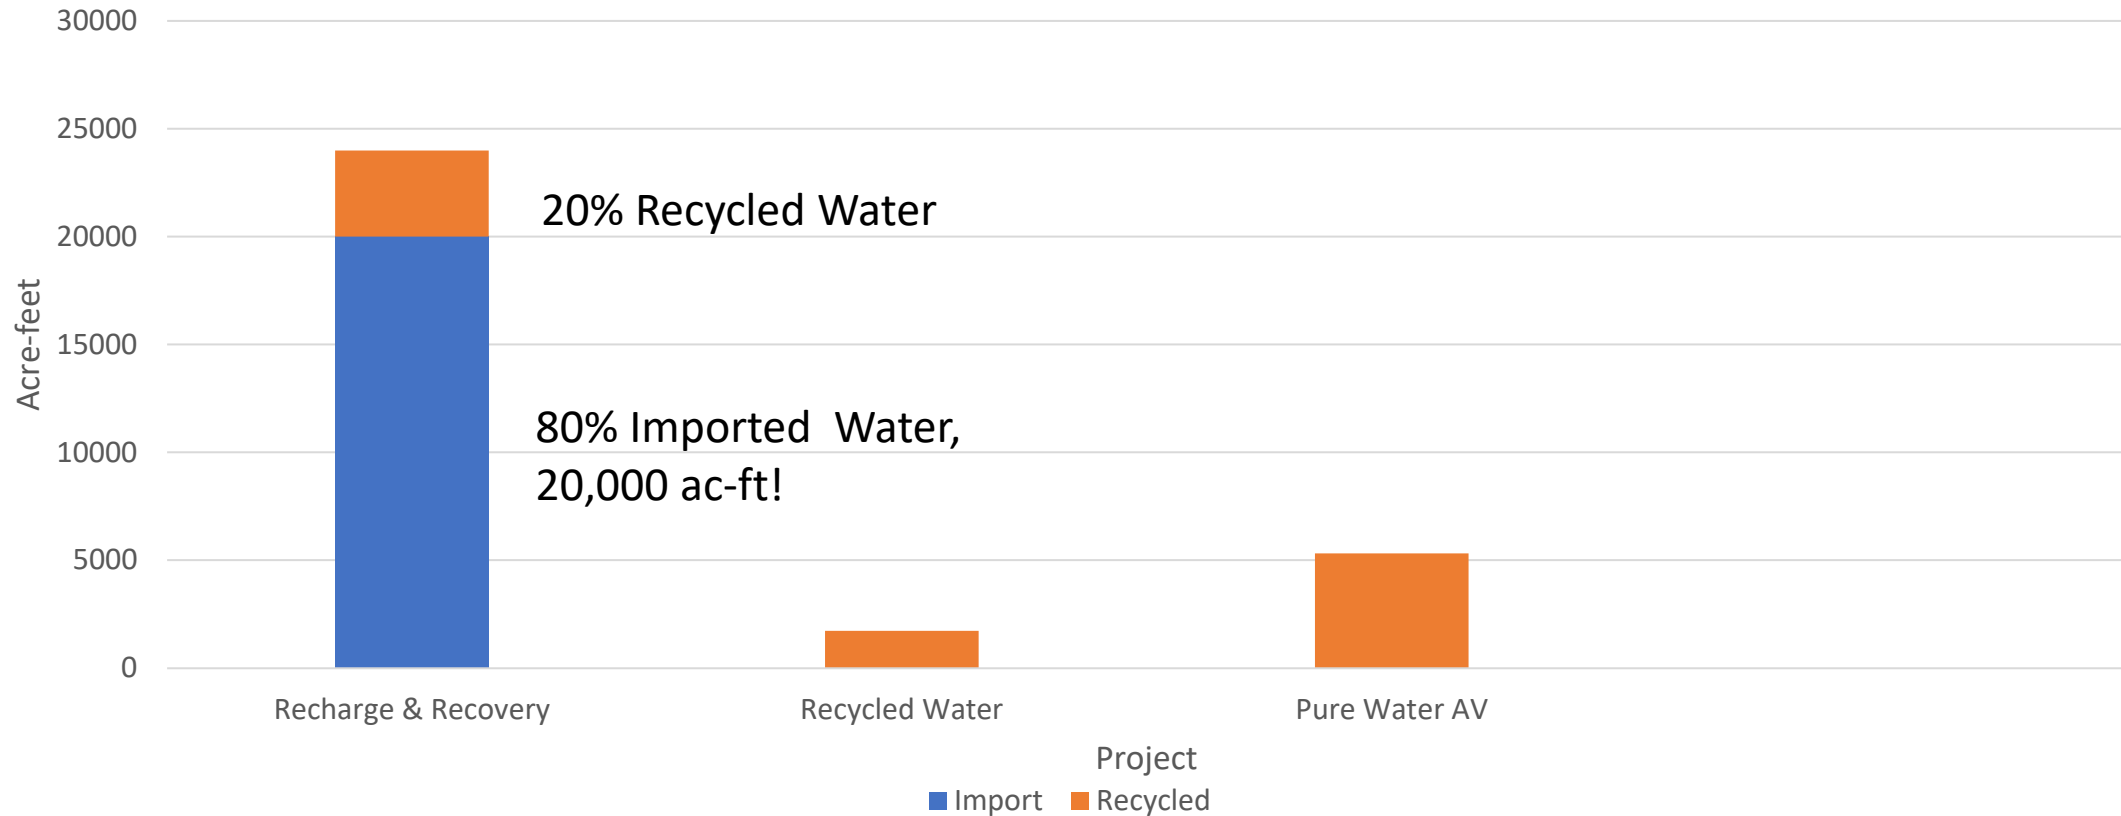 30000
25000
20000
15000
10000
5000
0
Acre-feet
20% Recycled Water
80% Imported  Water,
20,000 ac-ft!
Recharge & Recovery
Recycled Water
Pure Water AV
Project
Import
Recycled